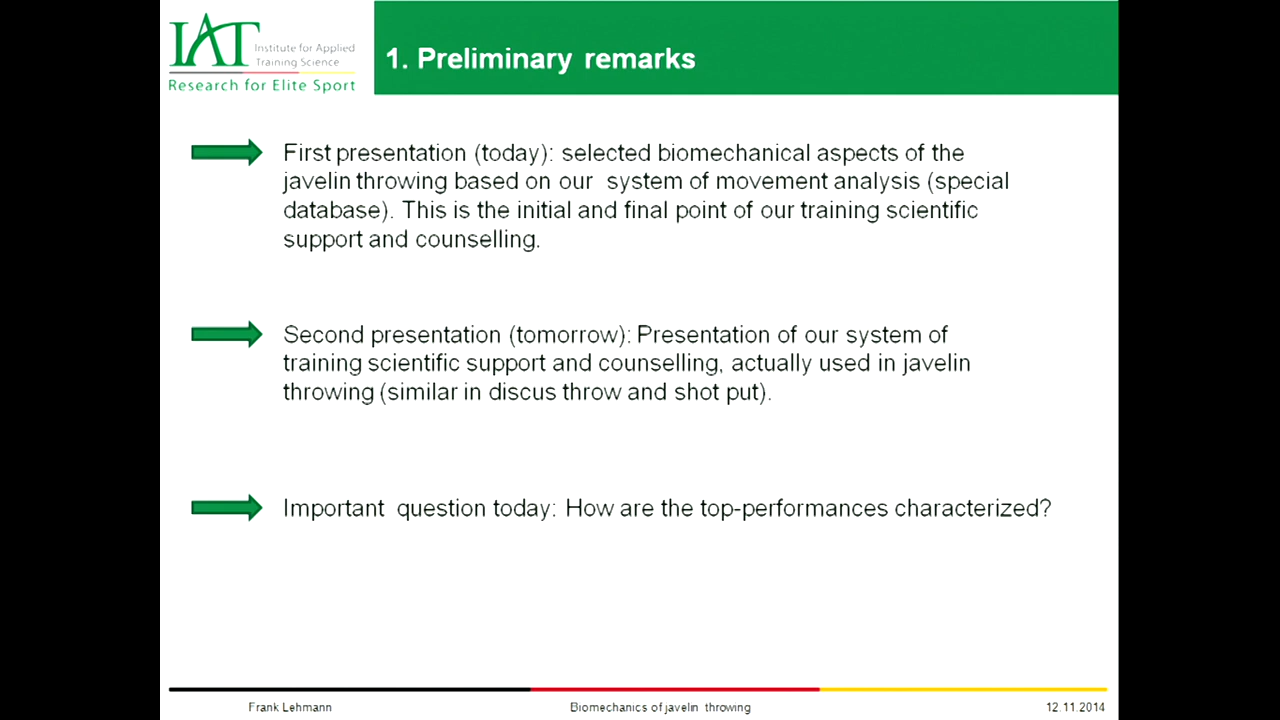 IAT
Institute for Applied
Training Science
Research for Elite Sport
1. Preliminary remarks
First presentation (today): selected biomechanical aspects of the
javelin throwing based on our system of movement analysis (special
database). This is the initial and final point of our training scientific
support and counselling.
Second presentation (tomorrow): Presentation of our system of
training scientific support and counselling, actually used in javelin
throwing (similar in discus throw and shot put).
Important question today: How are the top-performances characterized?
Frank Lehmann
Biomechanics of javelin throwing
12.11.2014